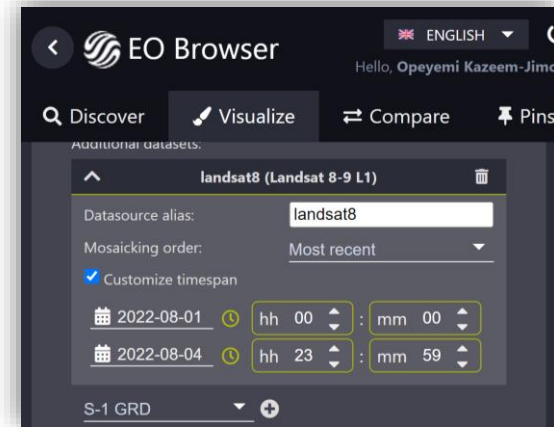 EO Browser
ENGLISH
Hello, Opeyemi Kazeem-Jimo
Discover Visualize Compare Pins
Additional datasets:
landsat8 (Landsat 8-9 L1)
Datasource alias: landsat8
Mosaicking order: Most recent
Customize timespan
2022-08-01 hh 00 : mm 00
2022-08-04 hh 23 : mm 59
S-1 GRD